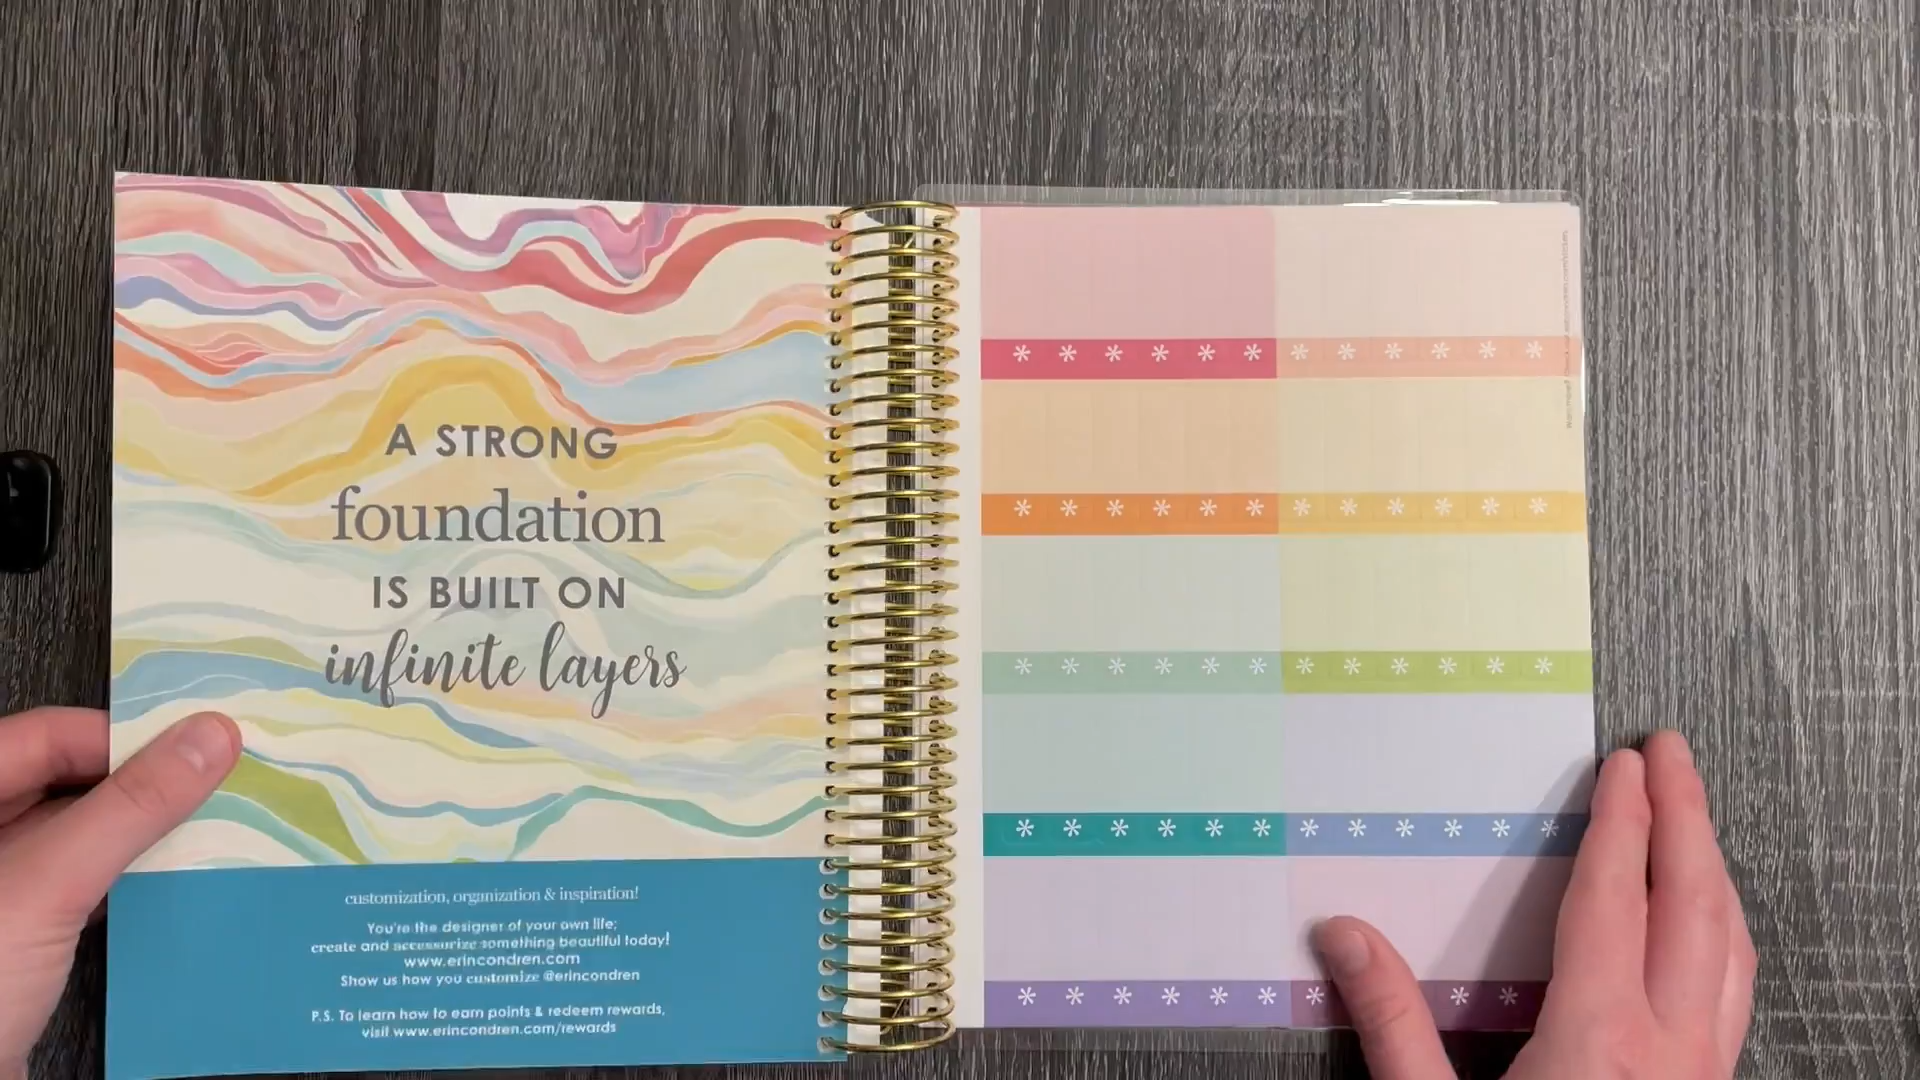 A STRONG
foundation
IS BUILT ON
infinite layers
customization, organization & inspiration!
You're the designer of your own life;
create and accessorize something beautiful today!
www.erincondren.com
Show us how you customize @erincondren
P.S. To learn how to earn points & redeem rewards,
visit www.erincondren.com/rewards